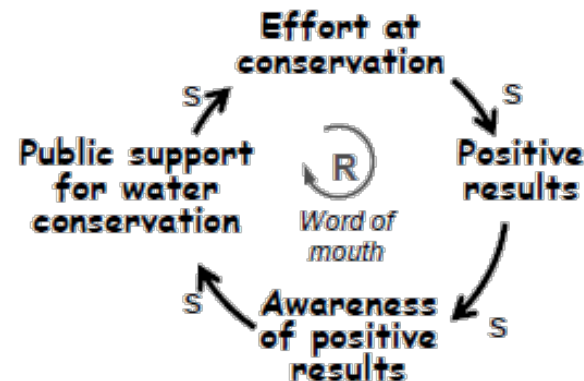 Effort at
conservation
S
S
Public support
for water
conservation
R
Word of
mouth
Positive
results
S
Awareness
of positive
results
S